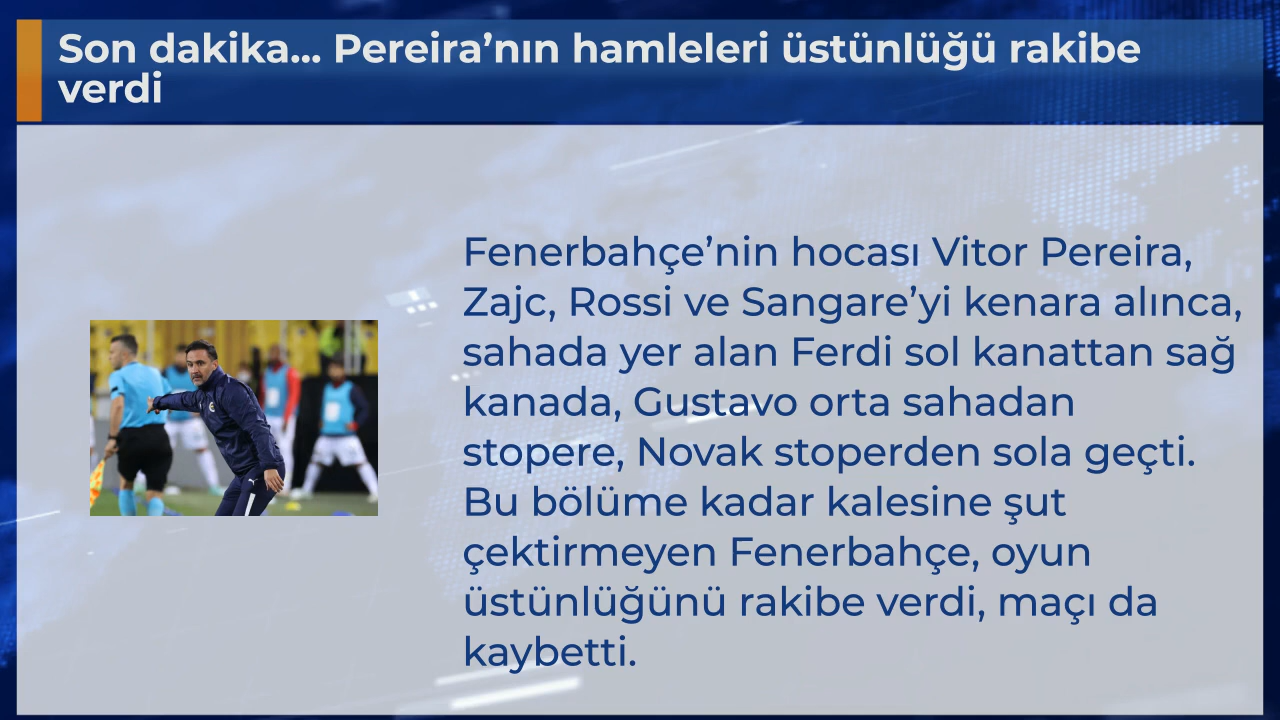 Son dakika... Pereira’nın hamleleri üstünlüğü rakibe
verdi
Fenerbahçe’nin hocası Vitor Pereira,
Zajc, Rossi ve Sangare’yi kenara alınca,
sahada yer alan Ferdi sol kanattan sağ
kanada, Gustavo orta sahadan
stopere, Novak stoperden sola geçti.
Bu bölüme kadar kalesine şut
çektirmeyen Fenerbahçe, oyun
üstünlüğünü rakibe verdi, maçı da
kaybetti.